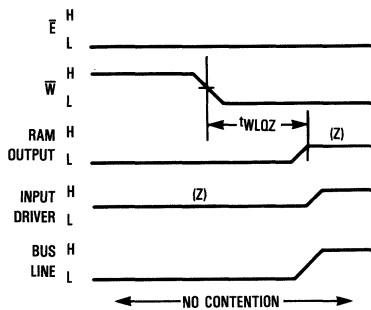 E H
L
W H
L
tWLQZ
RAM OUTPUT H
L
(Z)
INPUT DRIVER H
L
(Z)
BUS LINE H
L
NO CONTENTION